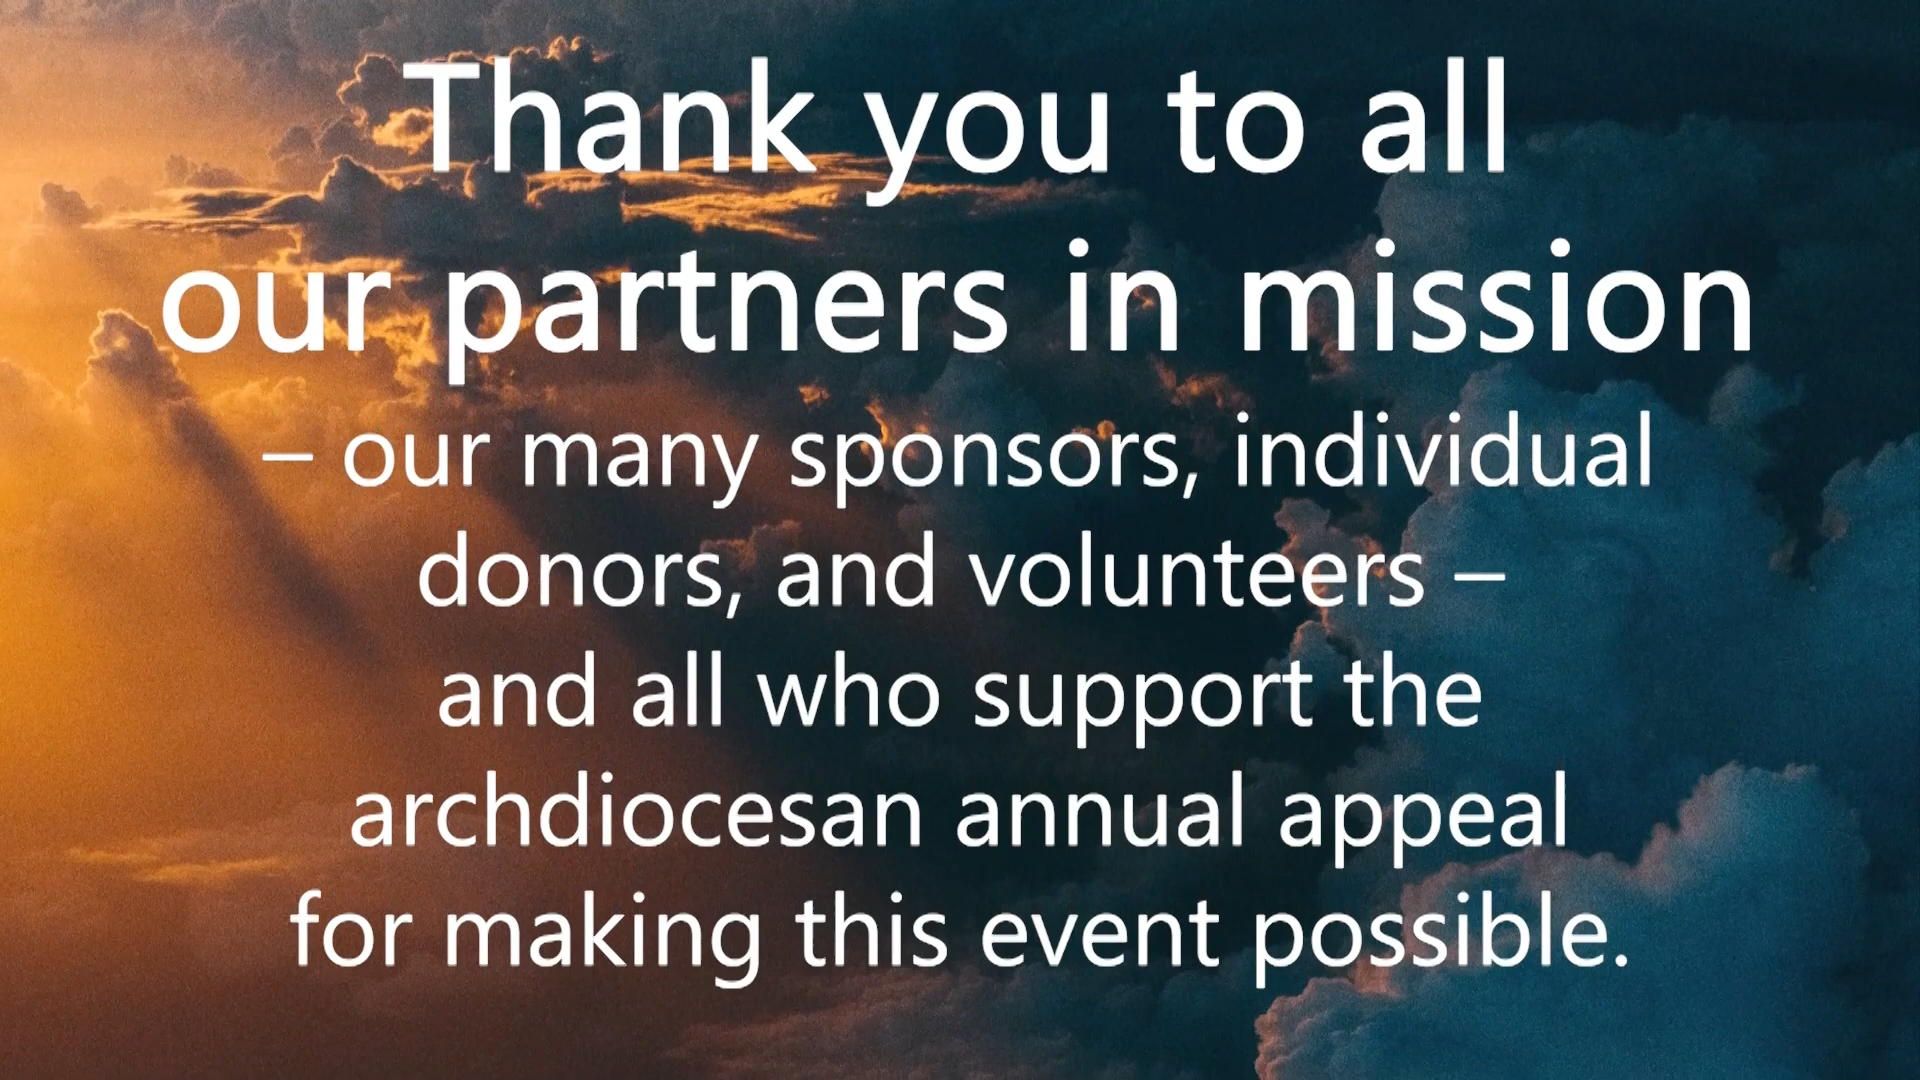 Thank you to all
our partners in mission
– our many sponsors, individual
donors, and volunteers –
and all who support the
archdiocesan annual appeal
for making this event possible.